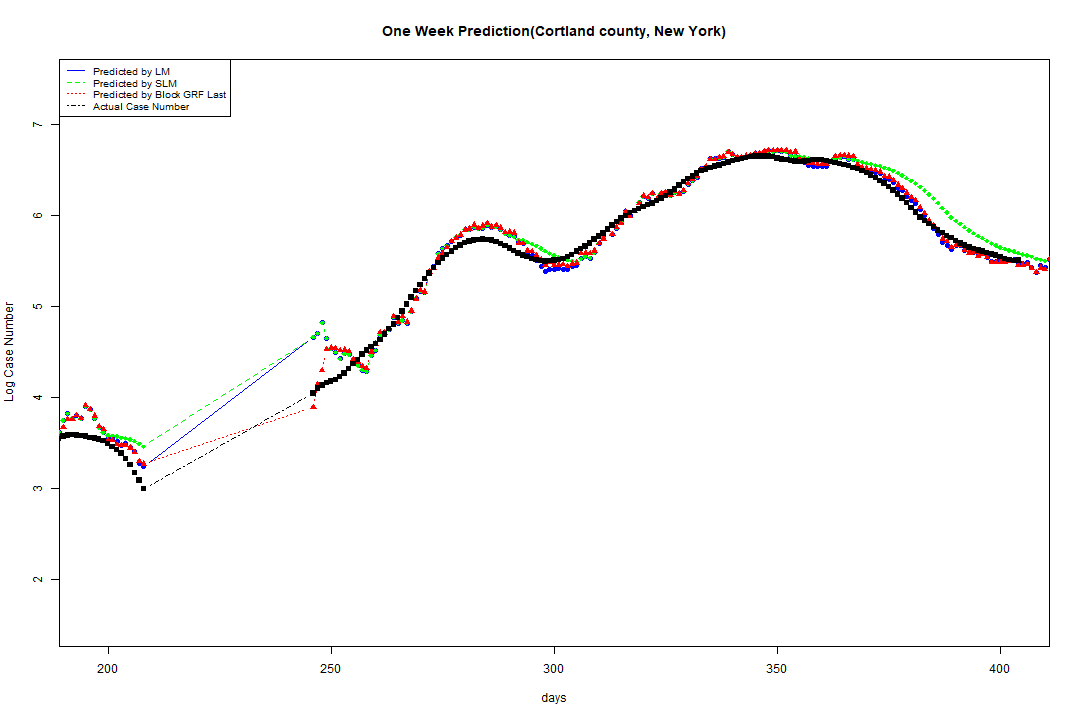 One Week Prediction(Cortland county, New York)
Predicted by LM
Predicted by SLM
Predicted by Block GRF Last
Actual Case Number
7
6
5
4
3
2
Log Case Number
200 250 300 350 400
days